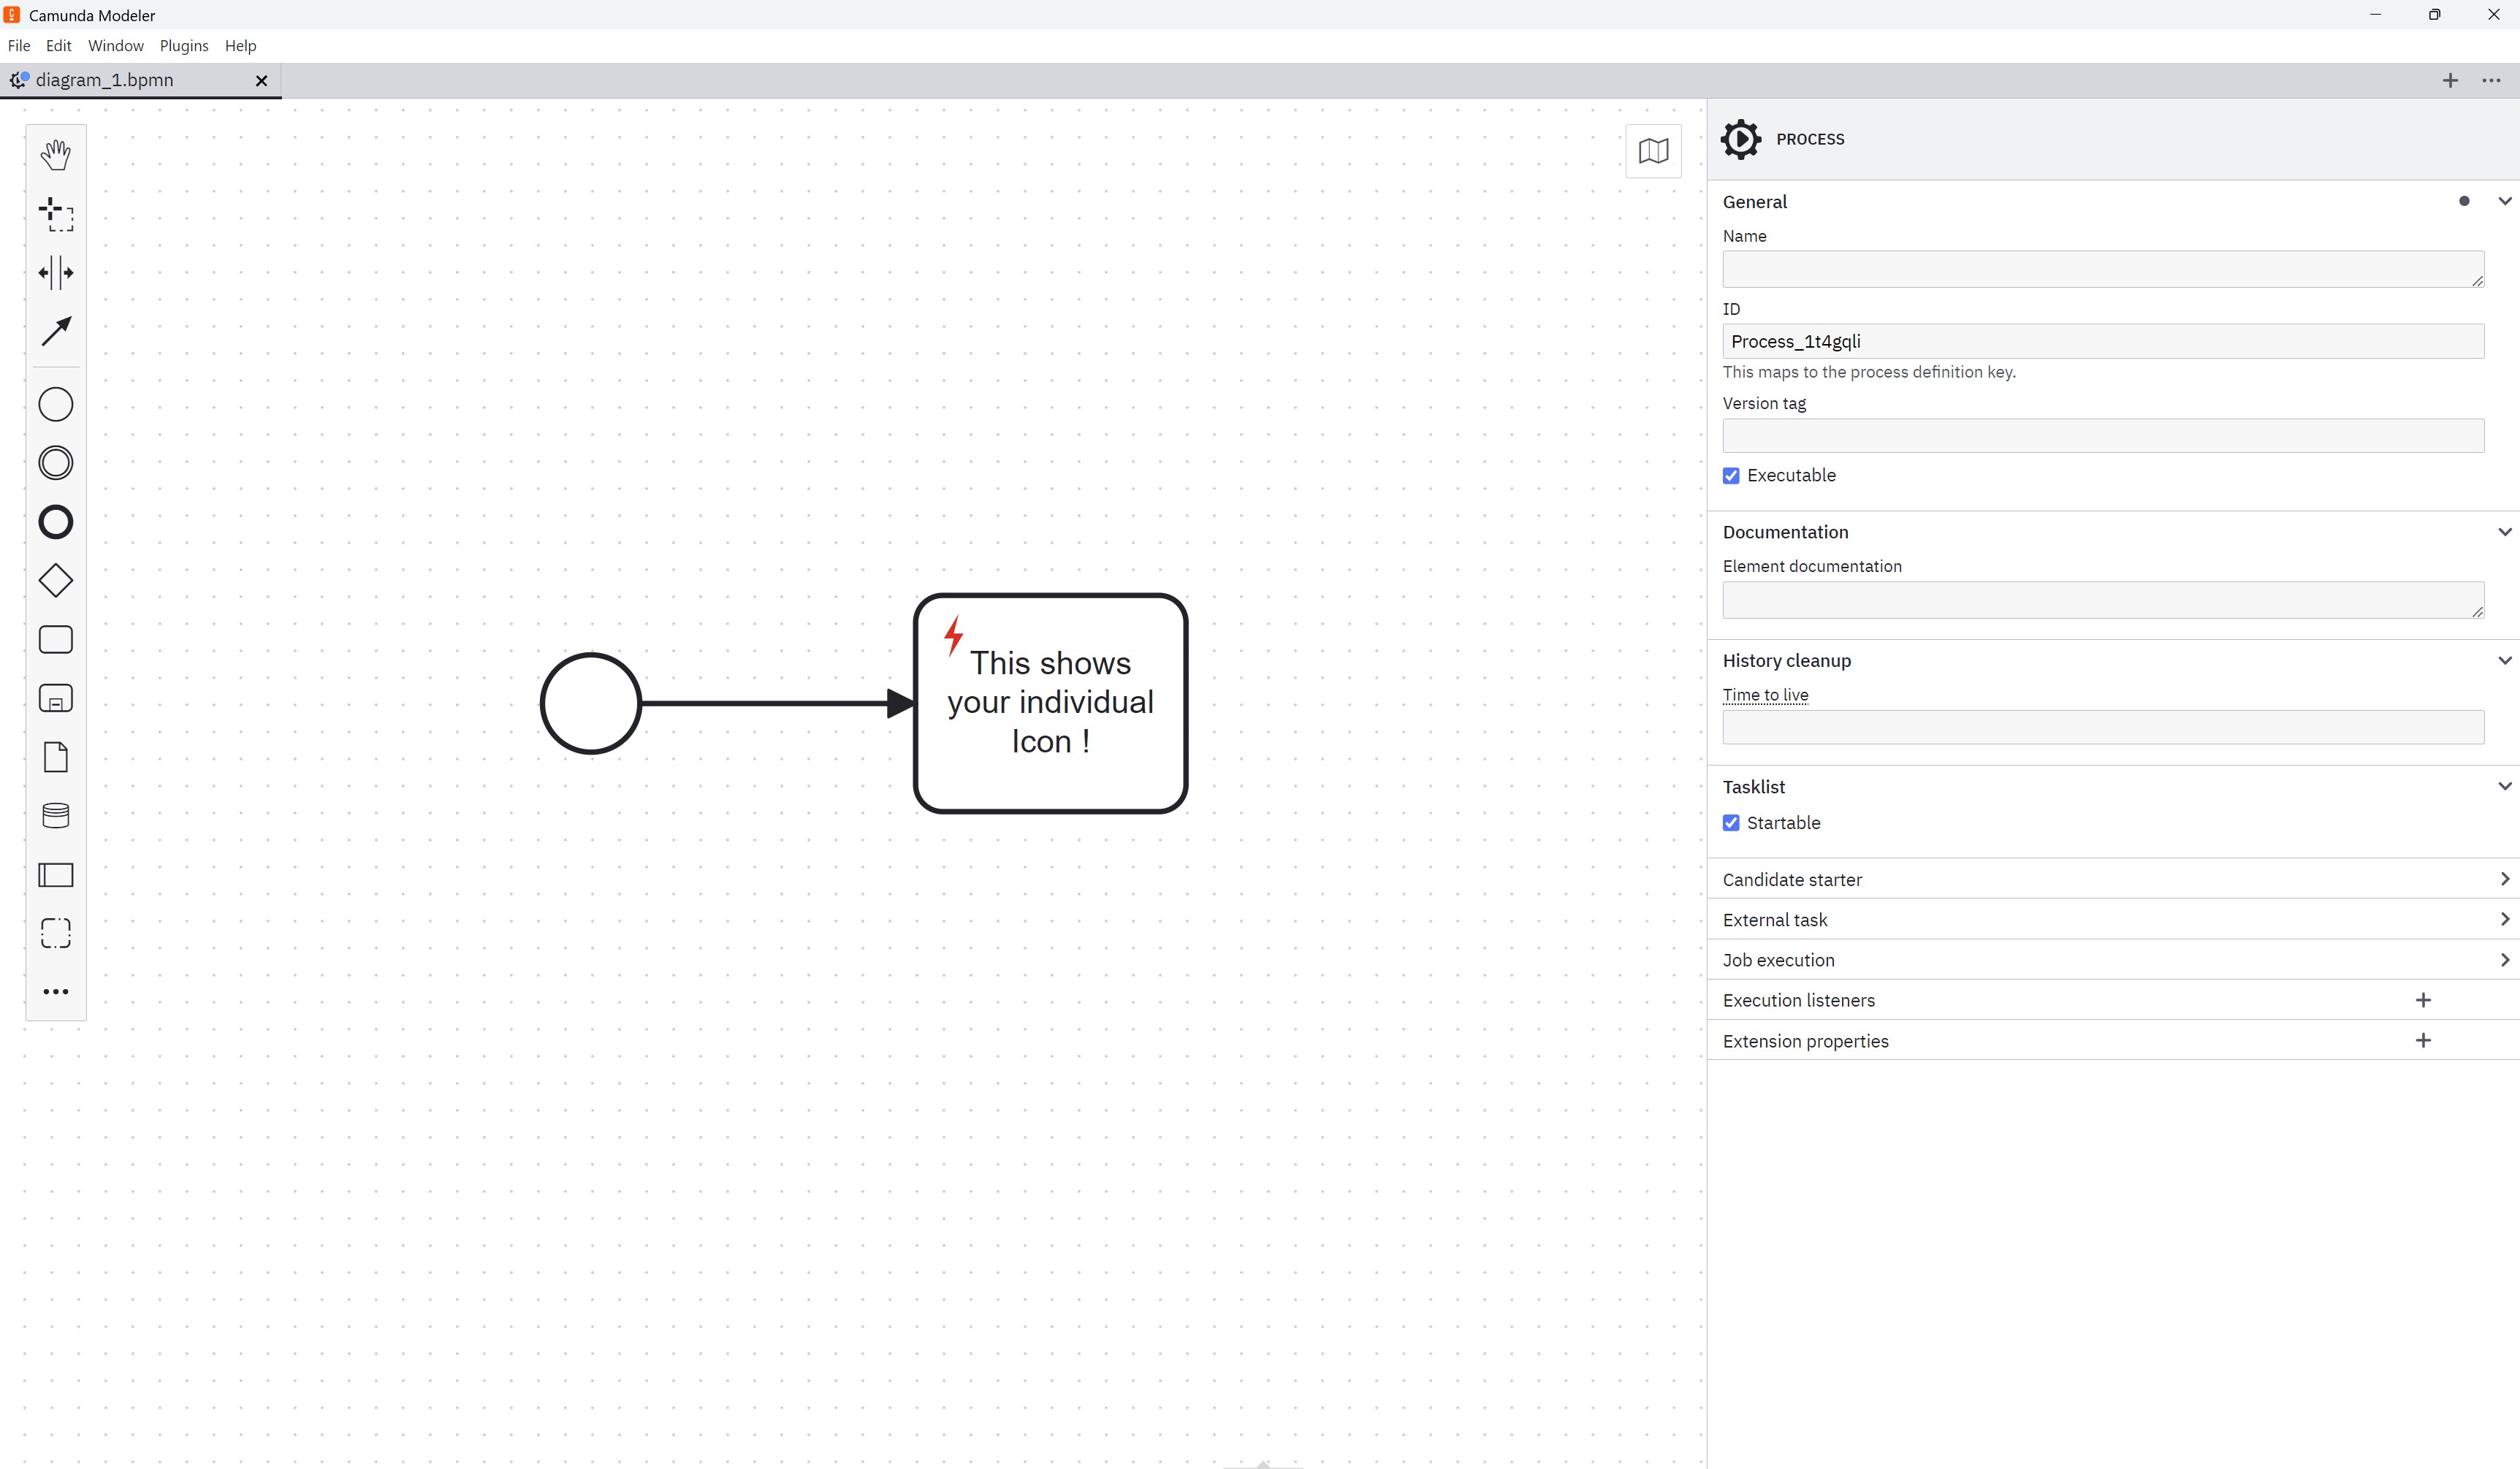 Camunda Modeler
File Edit Window Plugins Help
diagram_1.bpmn
PROCESS
General
Name
ID
Process_1t4gqli
This maps to the process definition key.
Version tag
Executable
Documentation
Element documentation
History cleanup
Time to live
Tasklist
Startable
Candidate starter
External task
Job execution
Execution listeners
Extension properties
This shows
your individual
Icon !